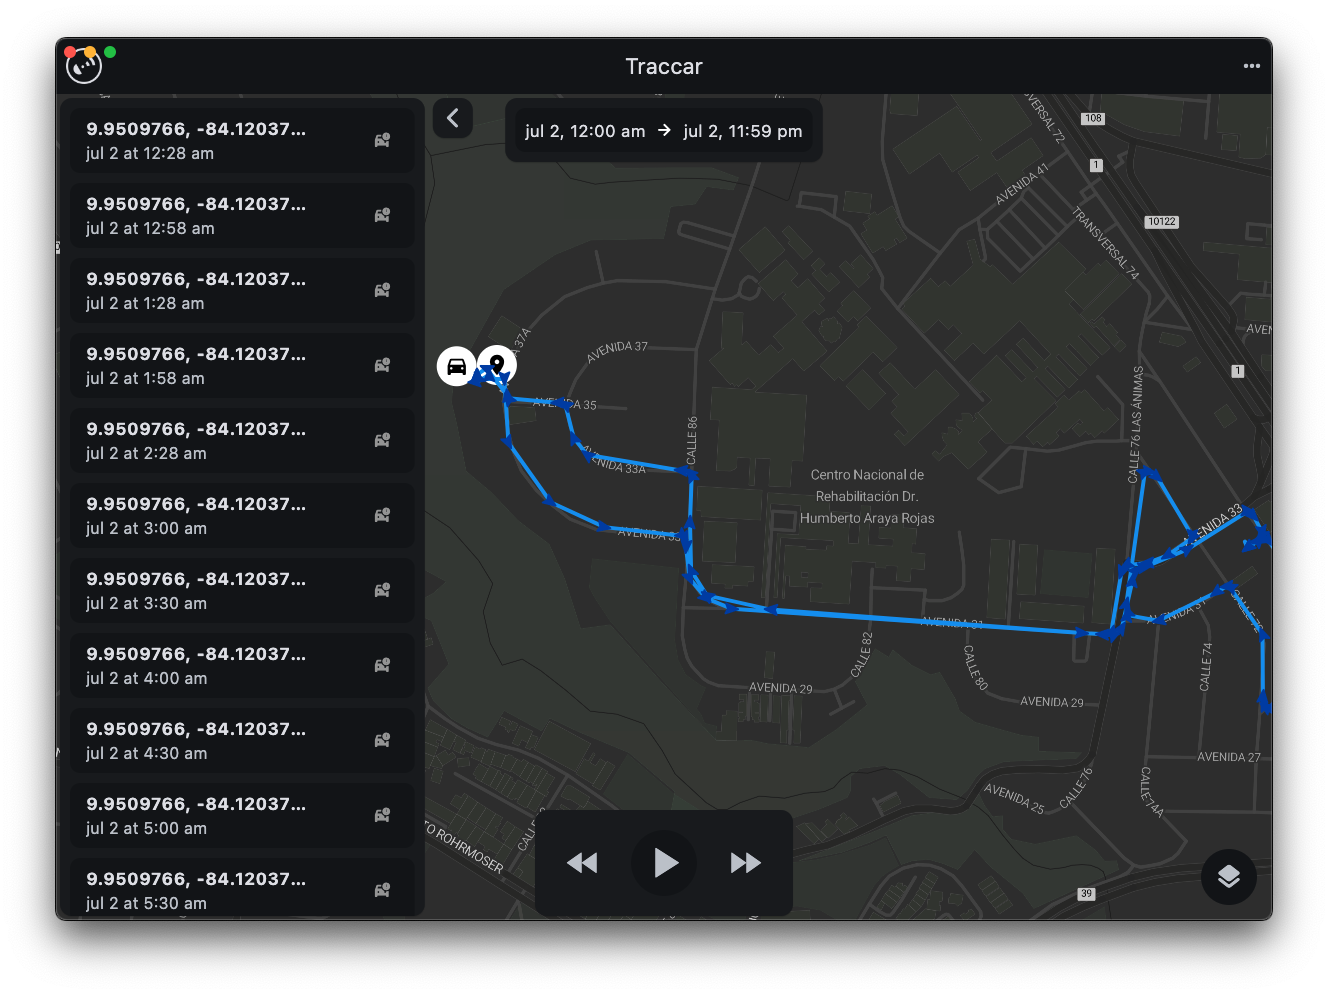 Traccar
9.9509766, -84.12037...
jul 2 at 12:28 am
9.9509766, -84.12037...
jul 2 at 12:58 am
9.9509766, -84.12037...
jul 2 at 1:28 am
9.9509766, -84.12037...
jul 2 at 1:58 am
9.9509766, -84.12037...
jul 2 at 2:28 am
9.9509766, -84.12037...
jul 2 at 3:00 am
9.9509766, -84.12037...
jul 2 at 3:30 am
9.9509766, -84.12037...
jul 2 at 4:00 am
9.9509766, -84.12037...
jul 2 at 4:30 am
9.9509766, -84.12037...
jul 2 at 5:00 am
9.9509766, -84.12037...
jul 2 at 5:30 am
jul 2, 12:00 am → jul 2, 11:59 pm
108
1
AVENIDA 41
10122
TRANSVERSAL 74
37A
AVENIDA 37
1
AVENIDA 35
CALLE 86
AVENIDA 33A
CALLE 76 LAS ÁNIMAS
Centro Nacional de
Rehabilitación Dr.
Humberto Araya Rojas
AVENIDA 33
AVENIDA 31
AVENIDA 31
CALLE 82
CALLE 80
CALLE 74
AVENIDA 29
AVENIDA 29
AVENIDA 27
CALLE 76
CALLE 74A
AVENIDA 25
ROHRMOSER
39